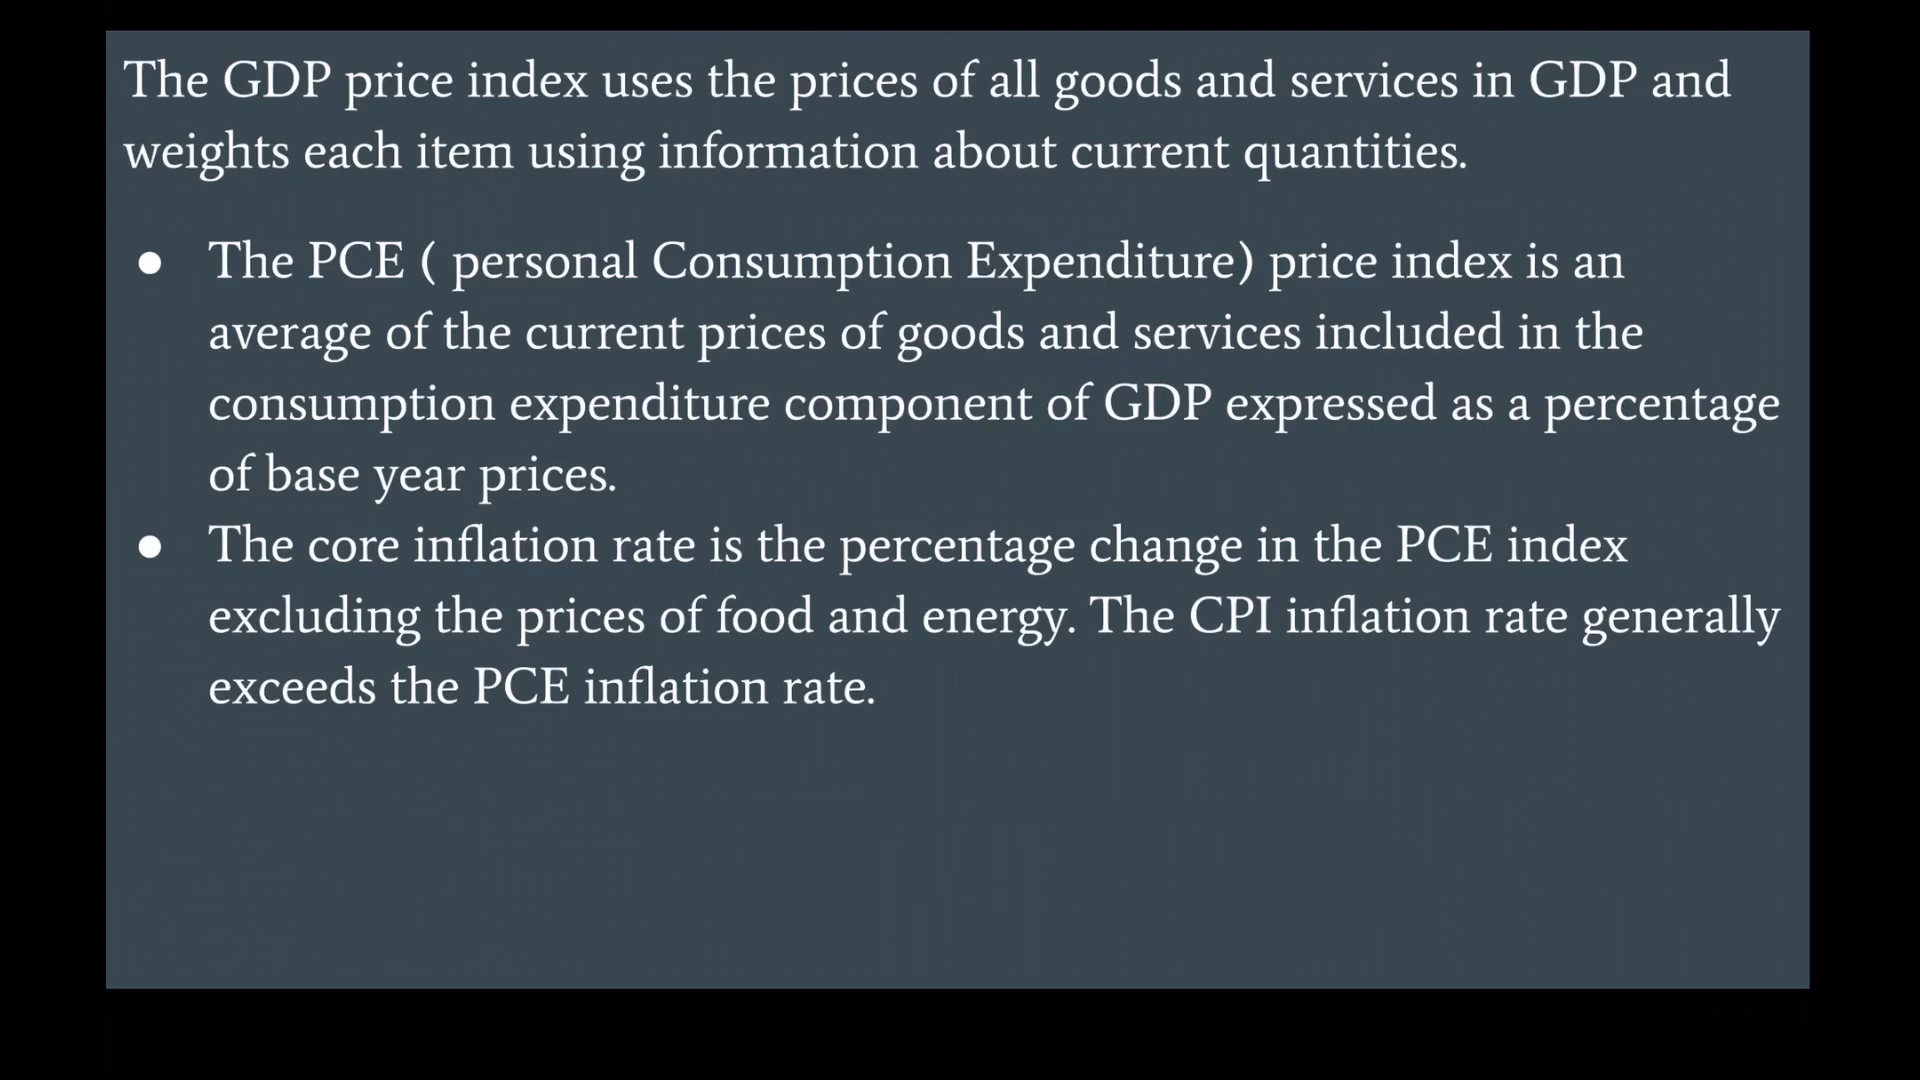 The GDP price index uses the prices of all goods and services in GDP and
weights each item using information about current quantities.
● The PCE ( personal Consumption Expenditure) price index is an
average of the current prices of goods and services included in the
consumption expenditure component of GDP expressed as a percentage
of base year prices.
● The core inflation rate is the percentage change in the PCE index
excluding the prices of food and energy. The CPI inflation rate generally
exceeds the PCE inflation rate.